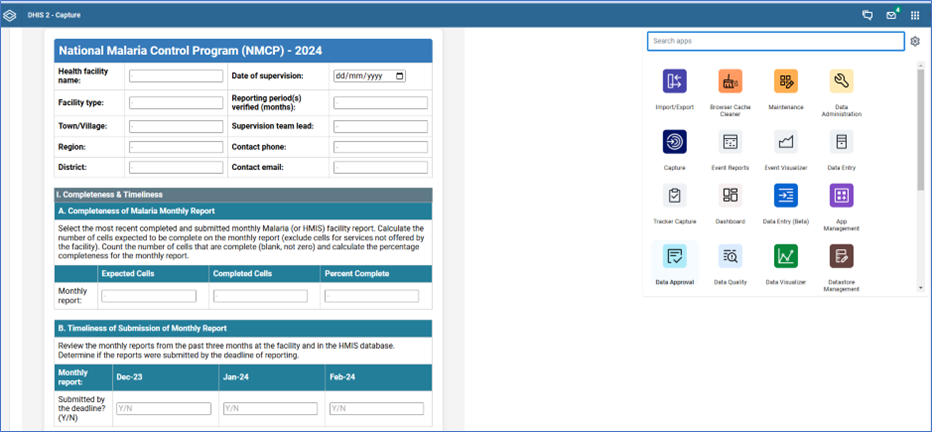 DHIS 2 - Capture
4
National Malaria Control Program (NMCP) - 2024
Health facility
name:
Date of supervision:
dd/mm/yyyy
Facility type:
Reporting period(s)
verified (months):
Town/Village:
Supervision team lead:
Region:
Contact phone:
District:
Contact email:
I. Completeness & Timeliness
A. Completeness of Malaria Monthly Report
Select the most recent completed and submitted monthly Malaria (or HMIS) facility report. Calculate the
number of cells expected to be complete on the monthly report (exclude cells for services not offered by
the facility). Count the number of cells that are complete (blank, not zero) and calculate the percentage
completeness for the monthly report.
Expected Cells
Completed Cells
Percent Complete
Monthly
report:
B. Timeliness of Submission of Monthly Report
Review the monthly reports from the past three months at the facility and in the HMIS database.
Determine if the reports were submitted by the deadline of reporting.
Monthly
report:
Dec-23
Jan-24
Feb-24
Submitted by
the deadline?
(Y/N)
Y/N
Y/N
Y/N
Search apps
Import/Export
Browser Cache
Cleaner
Maintenance
Data
Administration
Capture
Event Reports
Event Visualizer
Data Entry
Tracker Capture
Dashboard
Data Entry (Beta)
App
Management
Data Approval
Data Quality
Data Visualizer
Datastore
Management